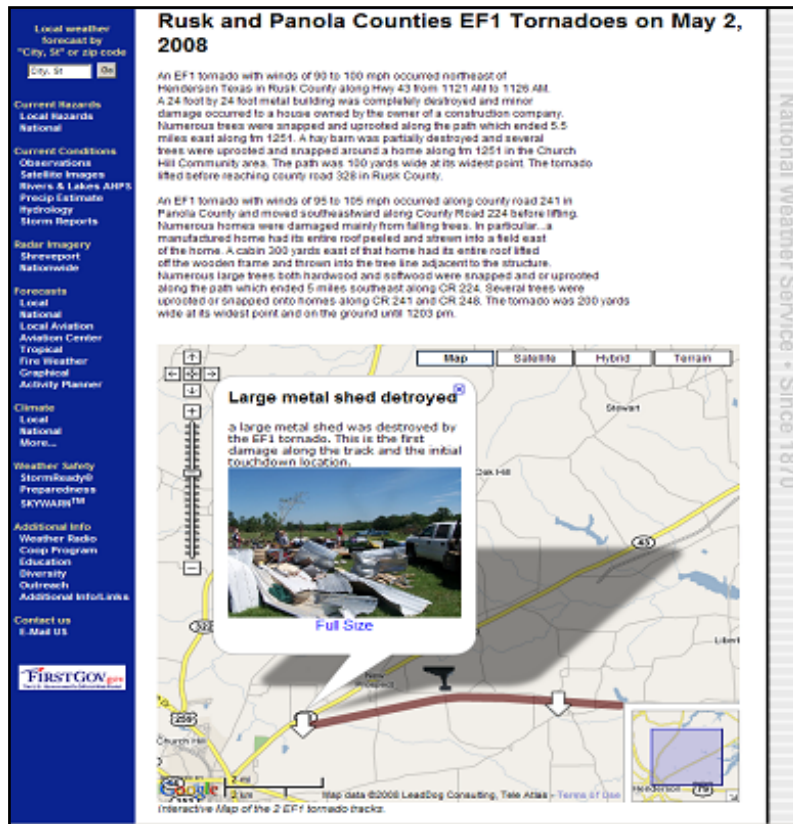 Local weather
forecast by
"City, St" or zip code
City, St
Go
Current Hazards
Local Hazards
National
Current Conditions
Observations
Satellite Images
Rivers & Lakes AHPS
Precip Estimate
Hydrology
Storm Reports
Radar Imagery
Shreveport
Nationwide
Forecasts
Local
National
Local Aviation
Aviation Center
Tropical
Fire Weather
Graphical
Activity Planner
Climate
Local
National
More...
Weather Safety
StormReady®
Preparedness
SKYWARN™
Additional Info
Weather Radio
Coop Program
Education
Diversity
Outreach
Additional Info/Links
Contact us
E-Mail US
FIRSTGOV.gov
Rusk and Panola Counties EF1 Tornadoes on May 2,
2008
An EF1 tornado with winds of 90 to 100 mph occurred northeast of
Henderson Texas in Rusk County along Hwy 43 from 1121 AM to 1126 AM.
A 24 foot by 24 foot metal building was completely destroyed and minor
damage occurred to a house owned by the owner of a construction company.
Numerous trees were snapped and uprooted along the path which ended 5.5
miles east along fm 1251. A hay barn was partially destroyed and several
trees were uprooted and snapped around a home along fm 1251 in the Church
Hill Community area. The path was 100 yards wide at its widest point. The tornado
lifted before reaching county road 328 in Rusk County.
An EF1 tornado with winds of 95 to 105 mph occurred along county road 241 in
Panola County and moved southeastward along County Road 224 before lifting.
Numerous homes were damaged mainly from falling trees. In particular...a
manufactured home had its entire roof peeled and strewn into a field east
of the home. A cabin 300 yards east of that home had its entire roof lifted
off the wooden frame and thrown into the tree line adjacent to the structure.
Numerous large trees both hardwood and softwood were snapped and or uprooted
along the path which ended 5 miles southeast along CR 224. Several trees were
uprooted or snapped onto homes along CR 241 and CR 248. The tornado was 200 yards
wide at its widest point and on the ground until 1203 pm.
Map
Satellite
Hybrid
Terrain
Large metal shed detroyed
a large metal shed was destroyed by
the EF1 tornado. This is the first
damage along the track and the initial
touchdown location.
Full Size
Stewart
Oak Hill
43
New
Prospect
259
Church Hill
Henderson
79
2 mi
2 km
Google
Map data ©2008 LeadDog Consulting, Tele Atlas - Terms of Use
Interactive Map of the 2 EF1 tornado tracks.
National Weather Service • Since 1870